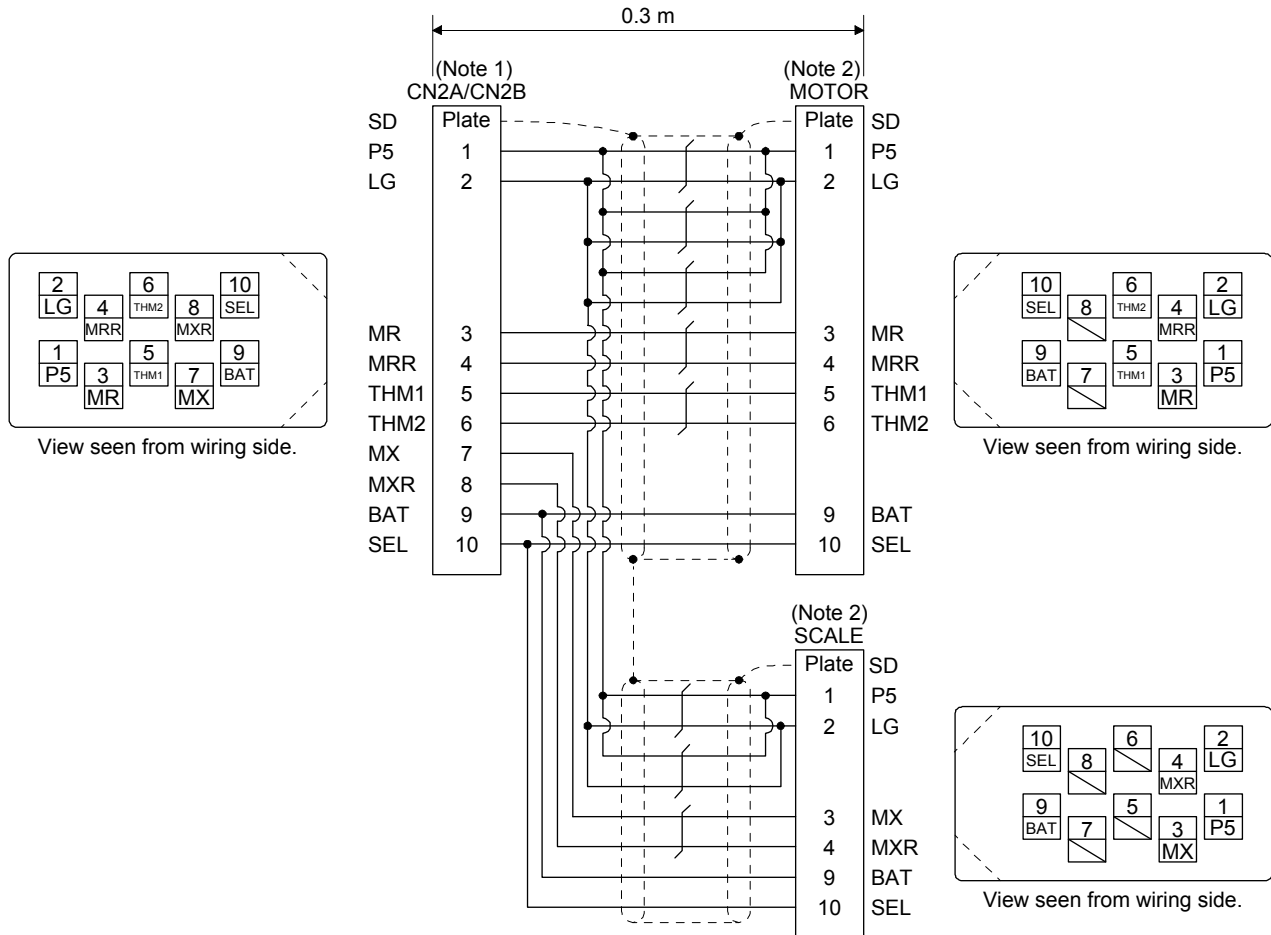 0.3 m
(Note 1)
CN2A/CN2B
(Note 2)
MOTOR
SD Plate Plate SD
P5 1 1 P5
LG 2 2 LG
MR 3 3 MR
MRR 4 4 MRR
THM1 5 5 THM1
THM2 6 6 THM2
MX 7
MXR 8
BAT 9 9 BAT
SEL 10 10 SEL
2 6 10
LG 4 THM2 8 SEL
MRR MXR
1 5 9
P5 3 THM1 7 BAT
MR MX
View seen from wiring side.
10 6 2
SEL 8 THM2 4 LG
MRR
9 5 1
BAT 7 THM1 3 P5
MR
View seen from wiring side.
(Note 2)
SCALE
Plate SD
1 P5
2 LG
3 MX
4 MXR
9 BAT
10 SEL
10 6 2
SEL 8 4 LG
MXR
9 5 1
BAT 7 3 P5
MX
View seen from wiring side.